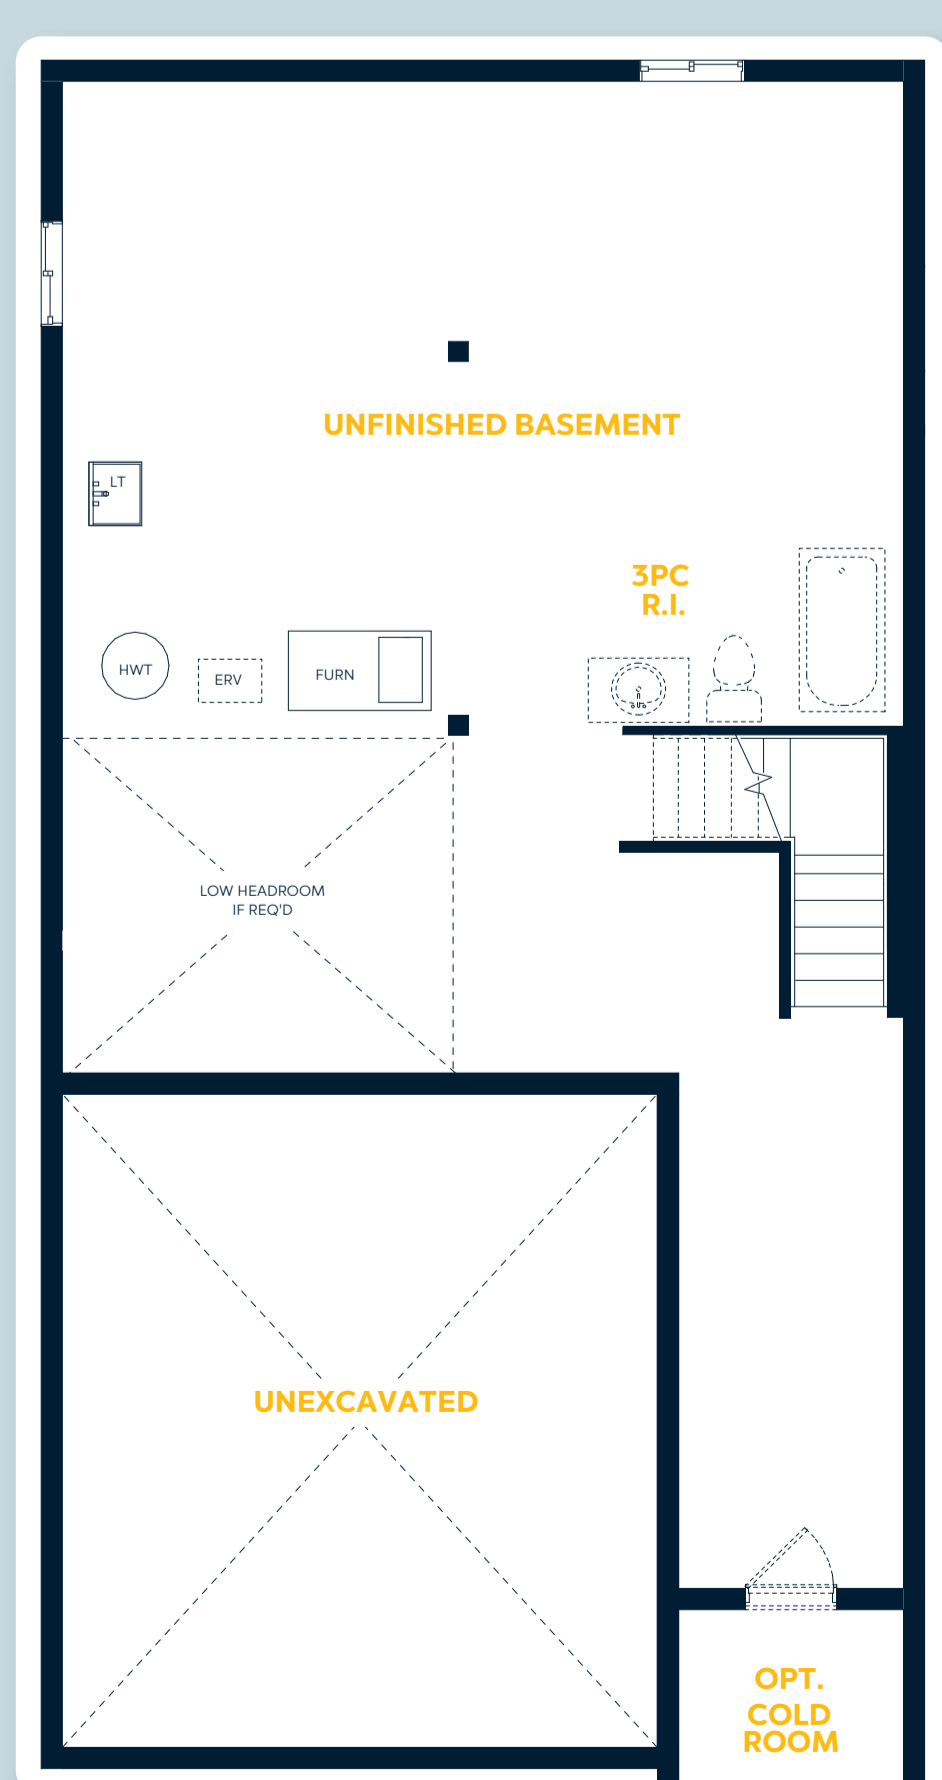 UNFINISHED BASEMENT
LT
3PC
R.I.
HWT
ERV
FURN
LOW HEADROOM
IF REQ'D
UNEXCAVATED
OPT.
COLD
ROOM